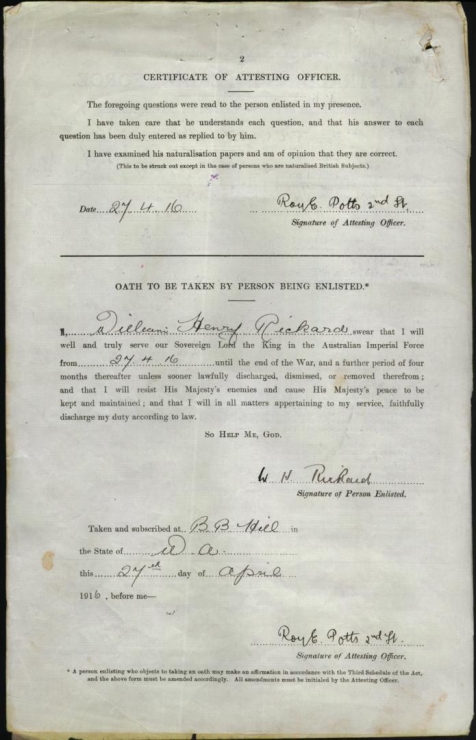 2
CERTIFICATE OF ATTESTING OFFICER.
The foregoing questions were read to the person enlisted in my presence.
I have taken care that he understands each question, and that his answer to each
question has been duly entered as replied to by him.
I have examined his naturalisation papers and am of opinion that they are correct.
(This to be struck out except in the case of persons who are naturalised British Subjects.)
Date 27 4 16 Roy E. Potts 2nd Lt.
Signature of Attesting Officer.
OATH TO BE TAKEN BY PERSON BEING ENLISTED.*
I, William Henry Rickard swear that I will
well and truly serve our Sovereign Lord the King in the Australian Imperial Force
from 27 4 16 until the end of the War, and a further period of four
months thereafter unless sooner lawfully discharged, dismissed, or removed therefrom;
and that I will resist His Majesty's enemies and cause His Majesty's peace to be
kept and maintained; and that I will in all matters appertaining to my service, faithfully
discharge my duty according to law.
SO HELP ME, GOD.
W H Rickard
Signature of Person Enlisted.
Taken and subscribed at B B Hill in
the State of W A
this 27th day of April
1916, before me—
Roy E. Potts 2nd Lt.
Signature of Attesting Officer.
* A person enlisting who objects to taking an oath may make an affirmation in accordance with the Third Schedule of the Act,
and the above form must be amended accordingly. All amendments must be initialed by the Attesting Officer.